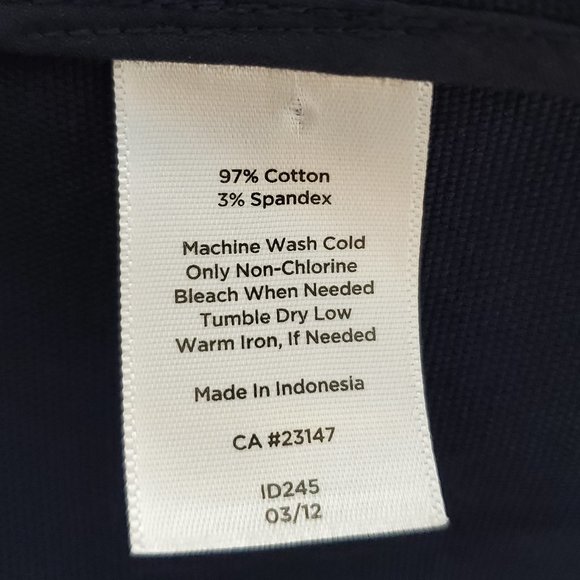 97% Cotton
3% Spandex
Machine Wash Cold
Only Non-Chlorine
Bleach When Needed
Tumble Dry Low
Warm Iron, If Needed
Made In Indonesia
CA #23147
ID245
03/12